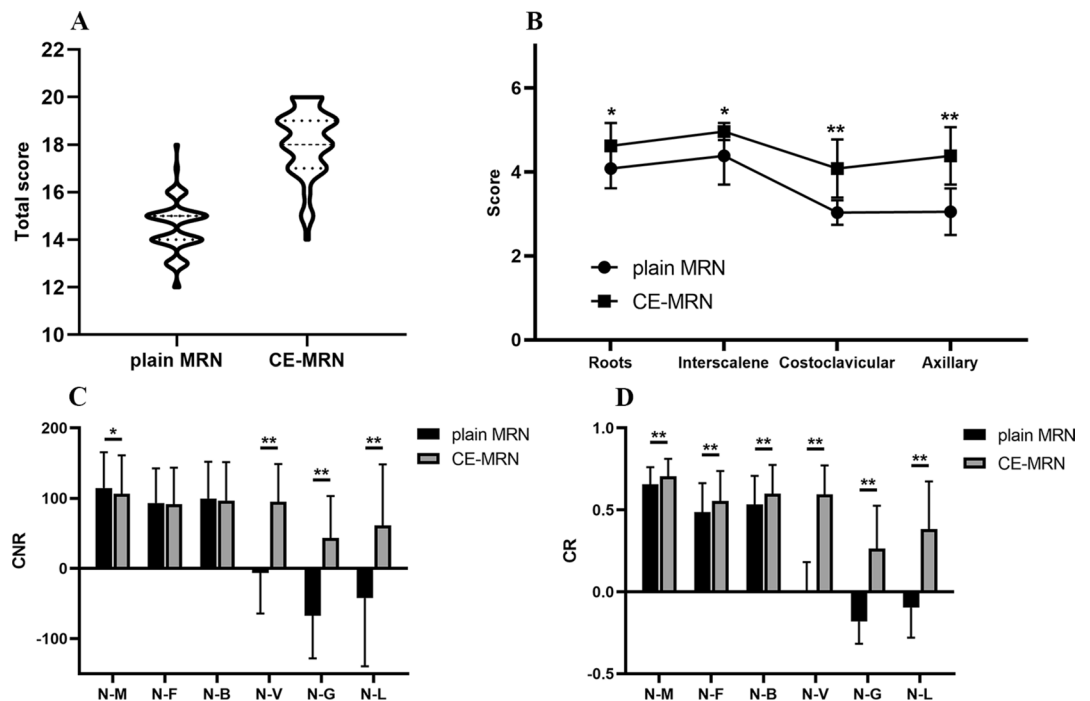 A
Total score
22
20
18
16
14
12
10
plain MRN
CE-MRN
B
Score
6
4
2
0
*
*
**
**
plain MRN
CE-MRN
Roots
Interscalene
Costoclavicular
Axillary
C
CNR
200
100
0
-100
*
**
**
**
plain MRN
CE-MRN
N-M
N-F
N-B
N-V
N-G
N-L
D
CR
1.0
0.5
0.0
-0.5
**
**
**
**
**
**
plain MRN
CE-MRN
N-M
N-F
N-B
N-V
N-G
N-L